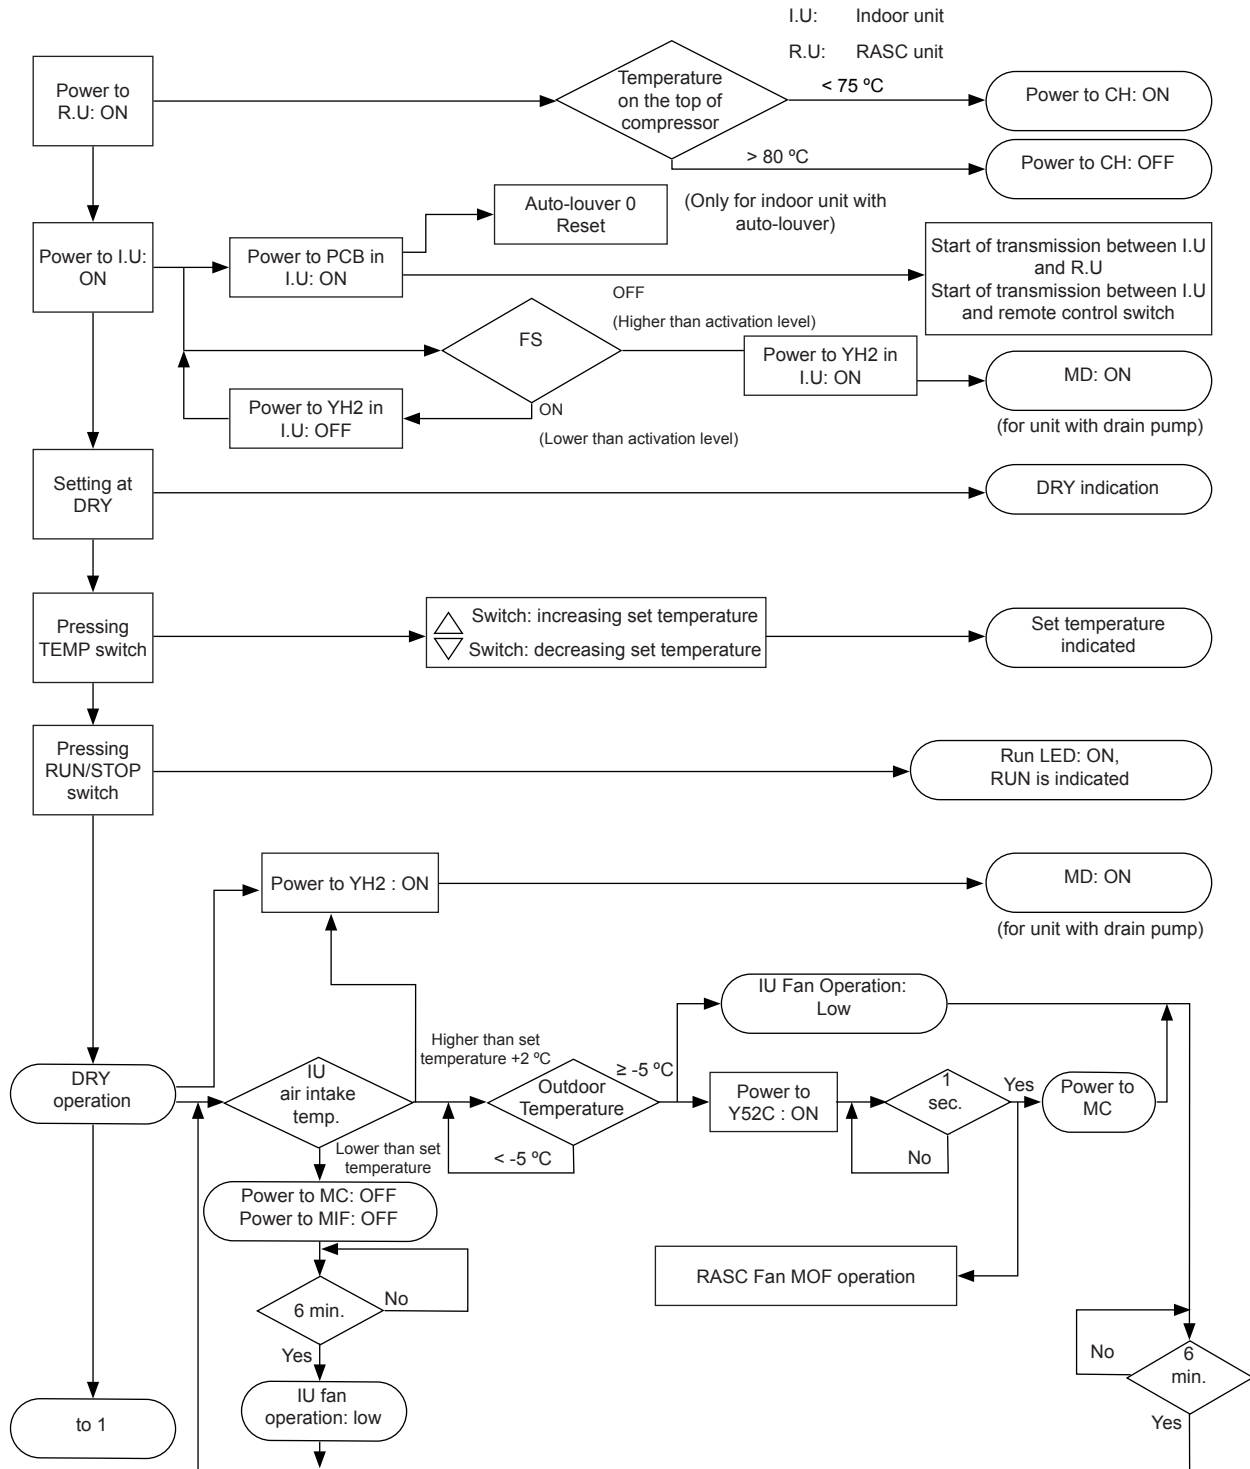 I.U: Indoor unit
R.U: RASC unit
Power to
R.U: ON
Temperature
on the top of
compressor
< 75 ºC
Power to CH: ON
> 80 ºC
Power to CH: OFF
Power to I.U:
ON
Power to PCB in
I.U: ON
Auto-louver 0
Reset
(Only for indoor unit with
auto-louver)
Start of transmission between I.U
and R.U
Start of transmission between I.U
and remote control switch
FS
OFF
(Higher than activation level)
Power to YH2 in
I.U: ON
MD: ON
(for unit with drain pump)
Power to YH2 in
I.U: OFF
ON
(Lower than activation level)
Setting at
DRY
DRY indication
Pressing
TEMP switch
Switch: increasing set temperature
Switch: decreasing set temperature
Set temperature
indicated
Pressing
RUN/STOP
switch
Run LED: ON,
RUN is indicated
Power to YH2 : ON
MD: ON
(for unit with drain pump)
IU Fan Operation:
Low
Higher than set
temperature +2 ºC
DRY
operation
IU
air intake
temp.
Outdoor
Temperature
≥ -5 ºC
Power to
Y52C : ON
1
sec.
Yes
Power to
MC
No
< -5 ºC
Lower than set
temperature
Power to MC: OFF
Power to MIF: OFF
RASC Fan MOF operation
6 min.
No
Yes
IU fan
operation: low
6
min.
No
Yes
to 1